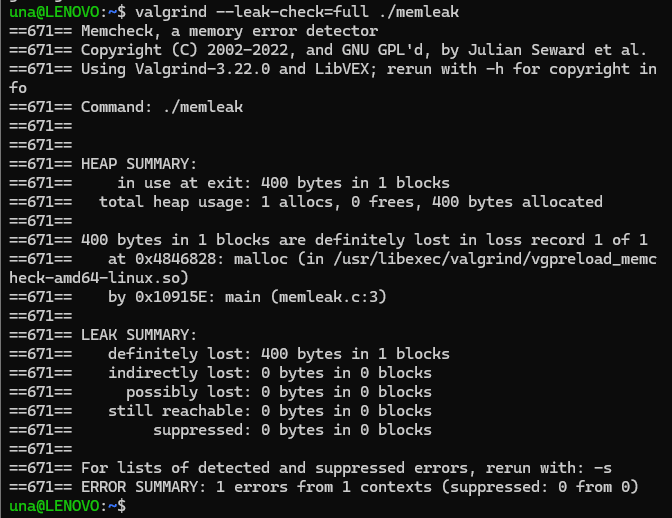 una@LENOVO:~$ valgrind --leak-check=full ./memleak
==671== Memcheck, a memory error detector
==671== Copyright (C) 2002-2022, and GNU GPL'd, by Julian Seward et al.
==671== Using Valgrind-3.22.0 and LibVEX; rerun with -h for copyright in
fo
==671== Command: ./memleak
==671==
==671==
==671== HEAP SUMMARY:
==671==     in use at exit: 400 bytes in 1 blocks
==671==   total heap usage: 1 allocs, 0 frees, 400 bytes allocated
==671==
==671== 400 bytes in 1 blocks are definitely lost in loss record 1 of 1
==671==    at 0x4846828: malloc (in /usr/libexec/valgrind/vgpreload_memc
heck-amd64-linux.so)
==671==    by 0x10915E: main (memleak.c:3)
==671==
==671== LEAK SUMMARY:
==671==    definitely lost: 400 bytes in 1 blocks
==671==    indirectly lost: 0 bytes in 0 blocks
==671==      possibly lost: 0 bytes in 0 blocks
==671==    still reachable: 0 bytes in 0 blocks
==671==         suppressed: 0 bytes in 0 blocks
==671==
==671== For lists of detected and suppressed errors, rerun with: -s
==671== ERROR SUMMARY: 1 errors from 1 contexts (suppressed: 0 from 0)
una@LENOVO:~$